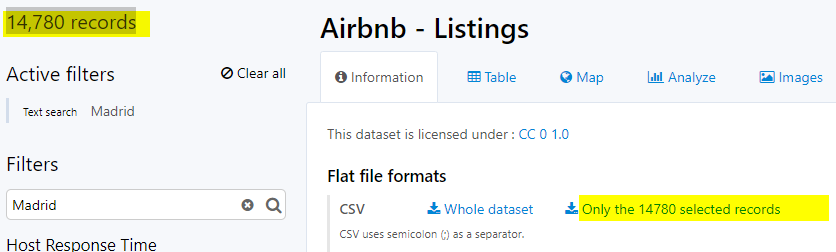 14,780 records
Active filters
Clear all
Text search Madrid
Filters
Madrid
Host Response Time
Airbnb - Listings
Information Table Map Analyze Images
This dataset is licensed under : CC 0 1.0
Flat file formats
CSV Whole dataset Only the 14780 selected records
CSV uses semicolon (;) as a separator.